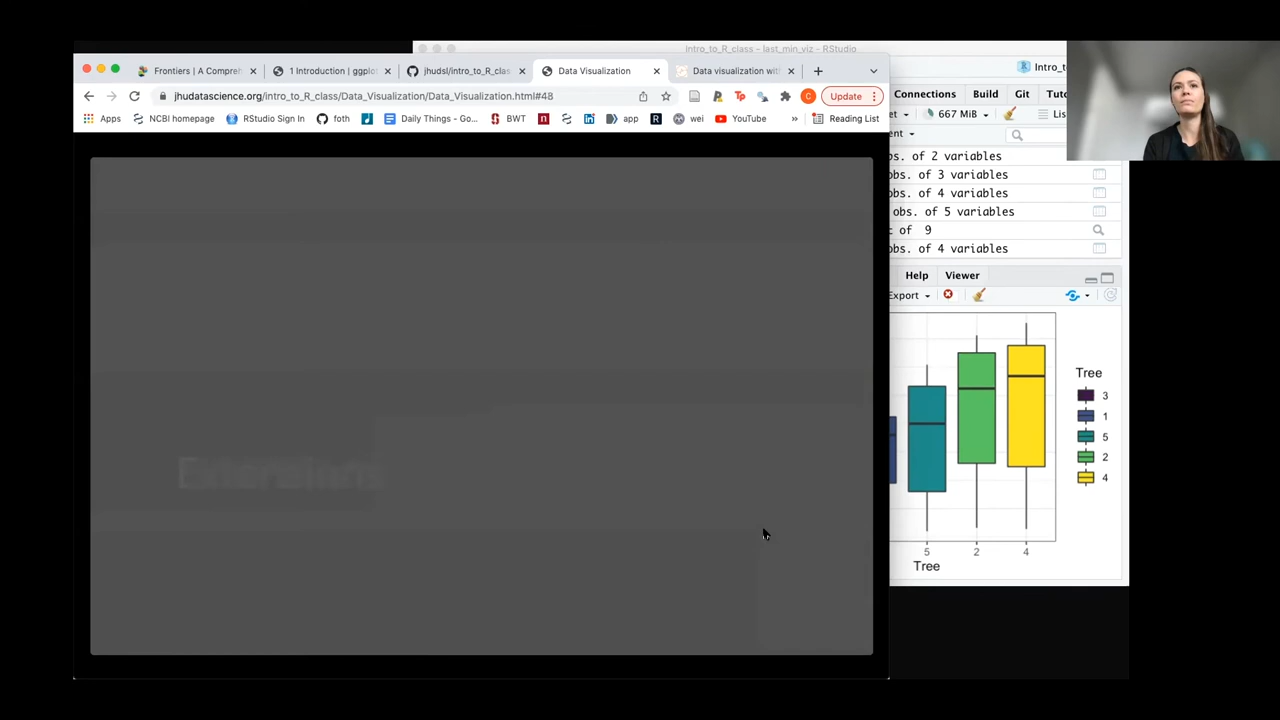 Intro_to_R_class - last_min_viz - RStudio
Frontiers | A Compreh
1 Introduction | ggplot
jhudsl/intro_to_R_clas
Data Visualization
Data visualization wit
Intro_to
jhudatascience.org/intro_to_R_class/Data_Visualization/Data_Visualization.html#48
Update
Connections
Build
Git
Tuto
Apps
NCBI homepage
RStudio Sign In
foth
Daily Things - Go...
BWT
app
wei
YouTube
»
Reading List
667 MiB
Lis
obs. of 2 variables
obs. of 3 variables
obs. of 4 variables
obs. of 5 variables
of 9
obs. of 4 variables
Help
Viewer
Export
Tree
3
1
5
2
4
Extensions
5
2
4
Tree